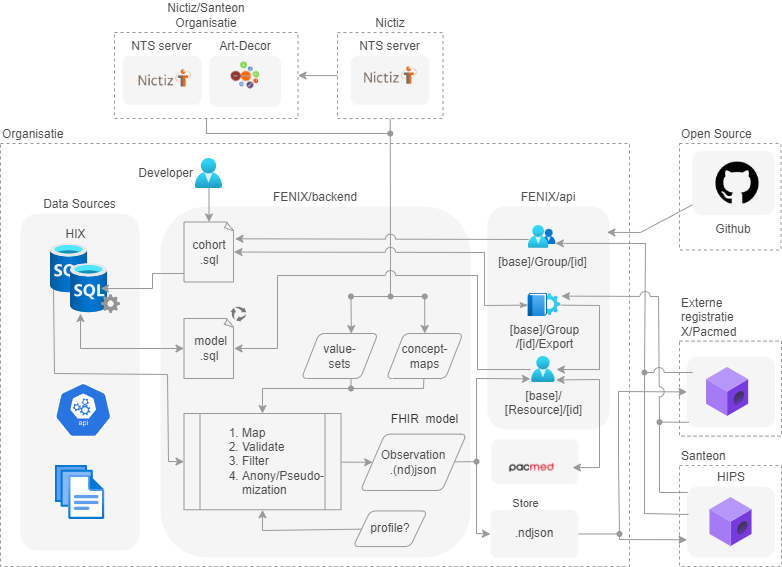 Nictiz/Santeon
Organisatie
Nictiz
NTS server
Art-Decor
NTS server
Nictiz
Nictiz
Organisatie
Open Source
Developer
Github
Data Sources
FENIX/backend
FENIX/api
HIX
SQL
SQL
cohort
.sql
[base]/Group/[id]
model
.sql
value-
sets
concept-
maps
[base]/Group
/[id]/Export
Externe
registratie
X/Pacmed
[base]/
[Resource]/[id]
api
FHIR model
1. Map
2. Validate
3. Filter
4. Anony/Pseudo-
mization
Observation
.(nd)json
pacmed
Santeon
HIPS
Store
profile?
.ndjson